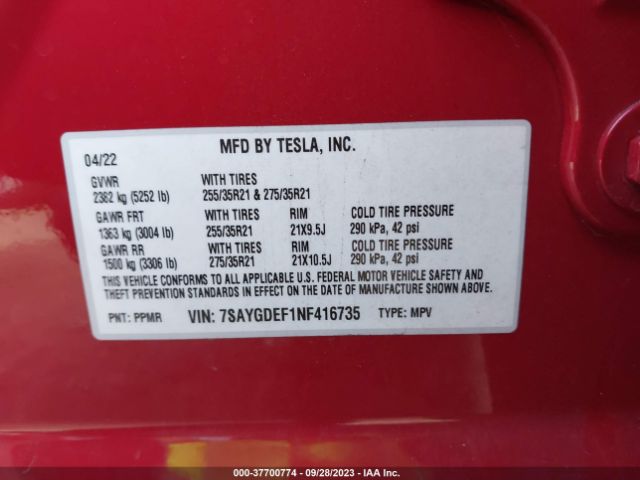 MFD BY TESLA, INC.
04/22
GVWR WITH TIRES
2382 kg (5252 lb) 255/35R21 & 275/35R21
GAWR FRT WITH TIRES RIM COLD TIRE PRESSURE
1363 kg (3004 lb) 255/35R21 21X9.5J 290 kPa, 42 psi
GAWR RR WITH TIRES RIM COLD TIRE PRESSURE
1500 kg (3306 lb) 275/35R21 21X10.5J 290 kPa, 42 psi
THIS VEHICLE CONFORMS TO ALL APPLICABLE U.S. FEDERAL MOTOR VEHICLE SAFETY AND
THEFT PREVENTION STANDARDS IN EFFECT ON THE DATE OF MANUFACTURE SHOWN ABOVE.
PNT: PPMR VIN: 7SAYGDEF1NF416735 TYPE: MPV
000-37700774 - 09/28/2023 - IAA Inc.